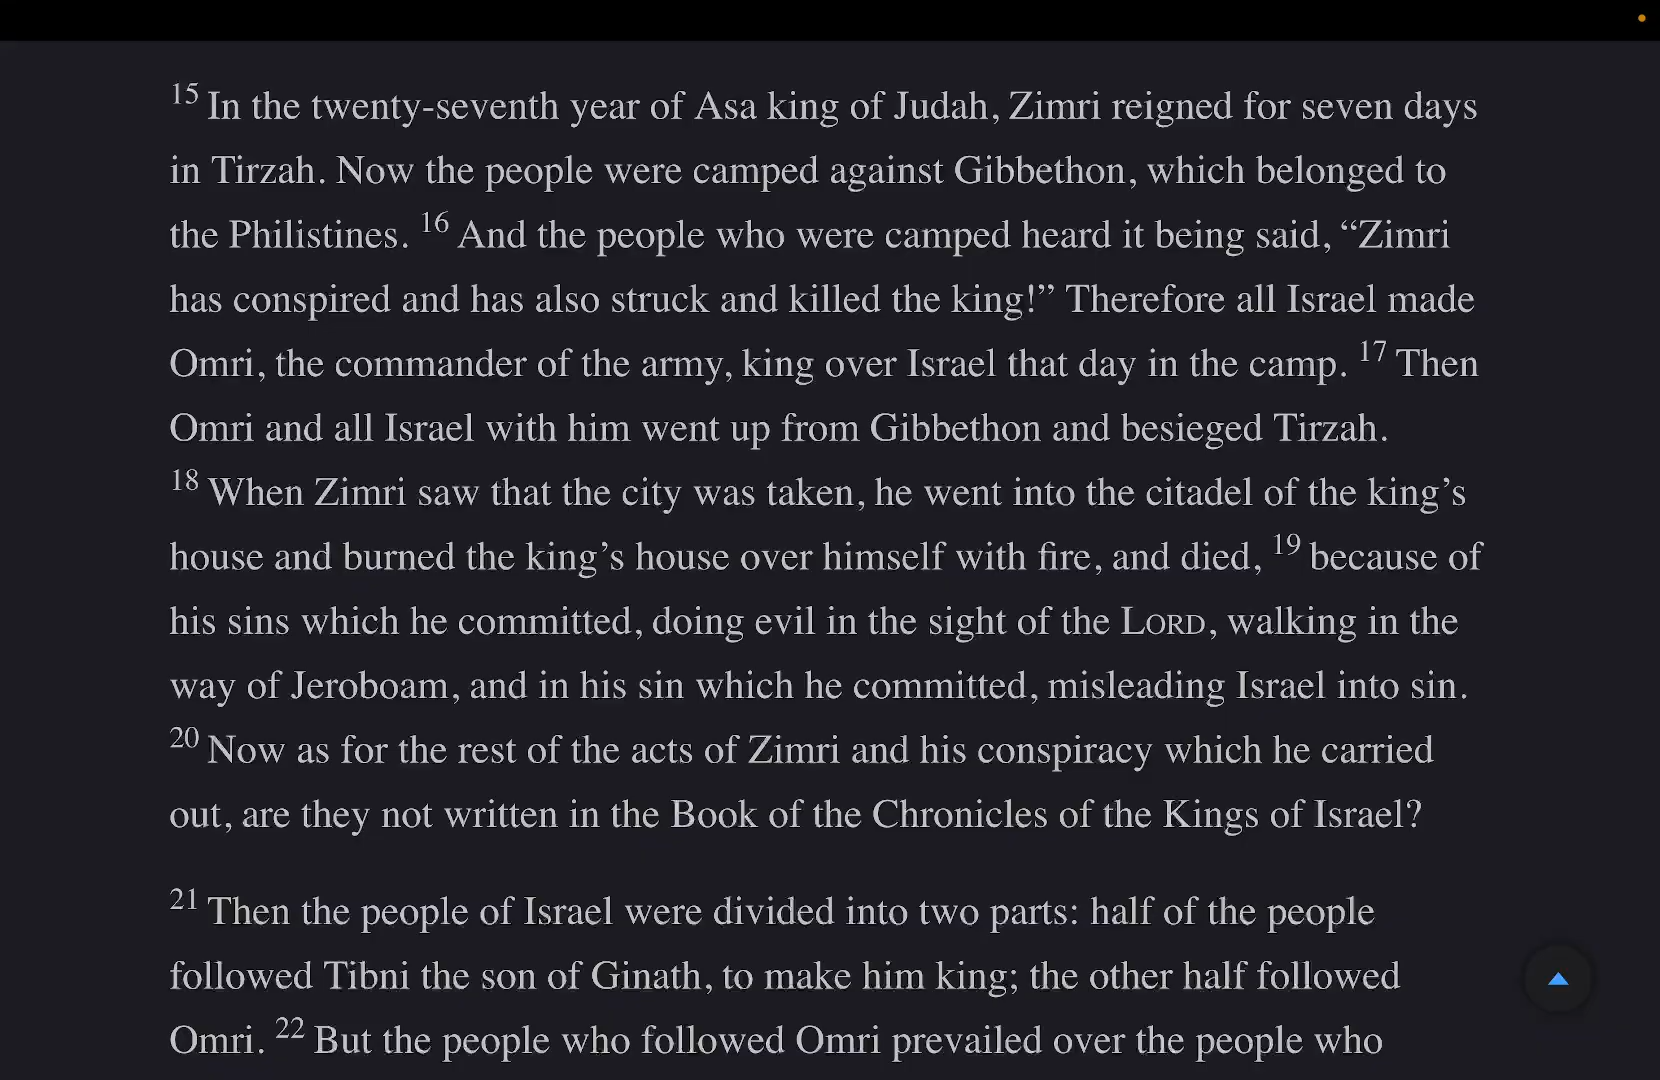 15 In the twenty-seventh year of Asa king of Judah, Zimri reigned for seven days
in Tirzah. Now the people were camped against Gibbethon, which belonged to
the Philistines. 16 And the people who were camped heard it being said, “Zimri
has conspired and has also struck and killed the king!” Therefore all Israel made
Omri, the commander of the army, king over Israel that day in the camp. 17 Then
Omri and all Israel with him went up from Gibbethon and besieged Tirzah.
18 When Zimri saw that the city was taken, he went into the citadel of the king’s
house and burned the king’s house over himself with fire, and died, 19 because of
his sins which he committed, doing evil in the sight of the LORD, walking in the
way of Jeroboam, and in his sin which he committed, misleading Israel into sin.
20 Now as for the rest of the acts of Zimri and his conspiracy which he carried
out, are they not written in the Book of the Chronicles of the Kings of Israel?
21 Then the people of Israel were divided into two parts: half of the people
followed Tibni the son of Ginath, to make him king; the other half followed
Omri. 22 But the people who followed Omri prevailed over the people who